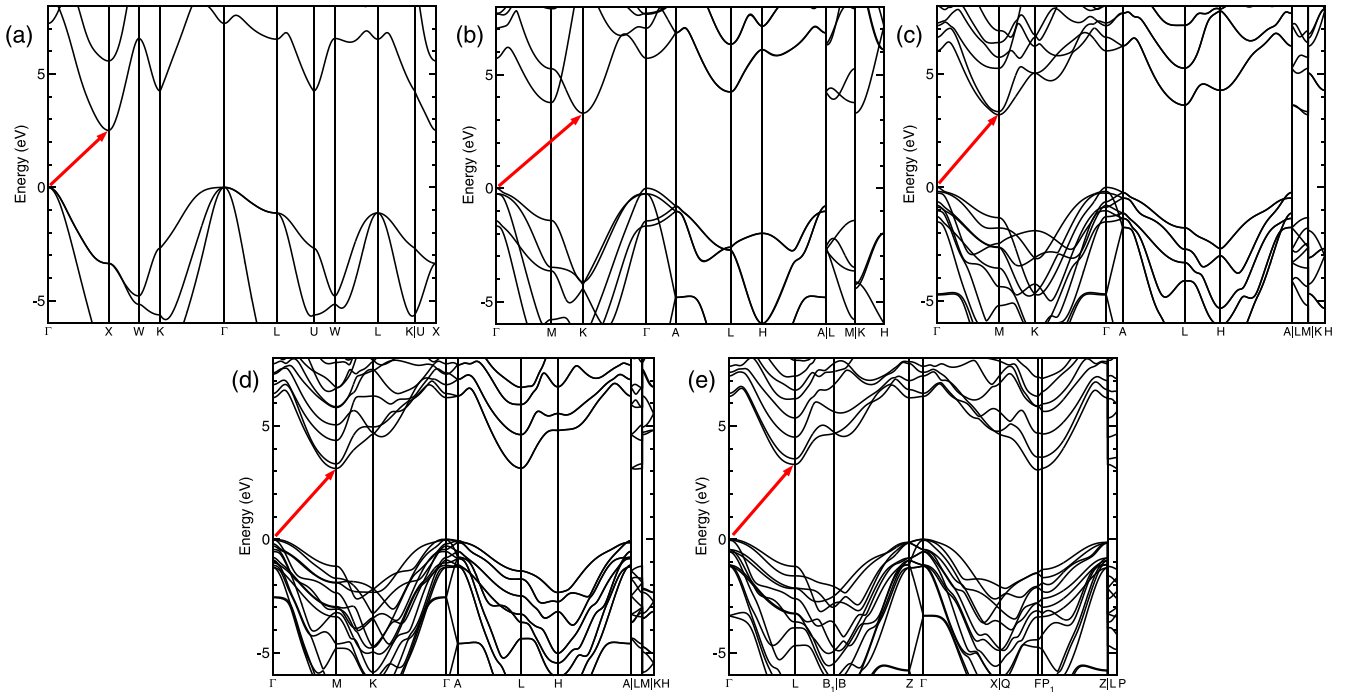 (a)
Energy (eV)
5
0
-5
Γ X W K Γ L U W L K|U X
(b)
Energy (eV)
5
0
-5
Γ M K Γ A L H A|L M|K H
(c)
Energy (eV)
5
0
-5
Γ M K Γ A L H A|LM|K H
(d)
Energy (eV)
5
0
-5
Γ M K Γ A L H A|LM|KH
(e)
Energy (eV)
5
0
-5
Γ L B₁|B Z Γ X|Q FP₁ Z|L P